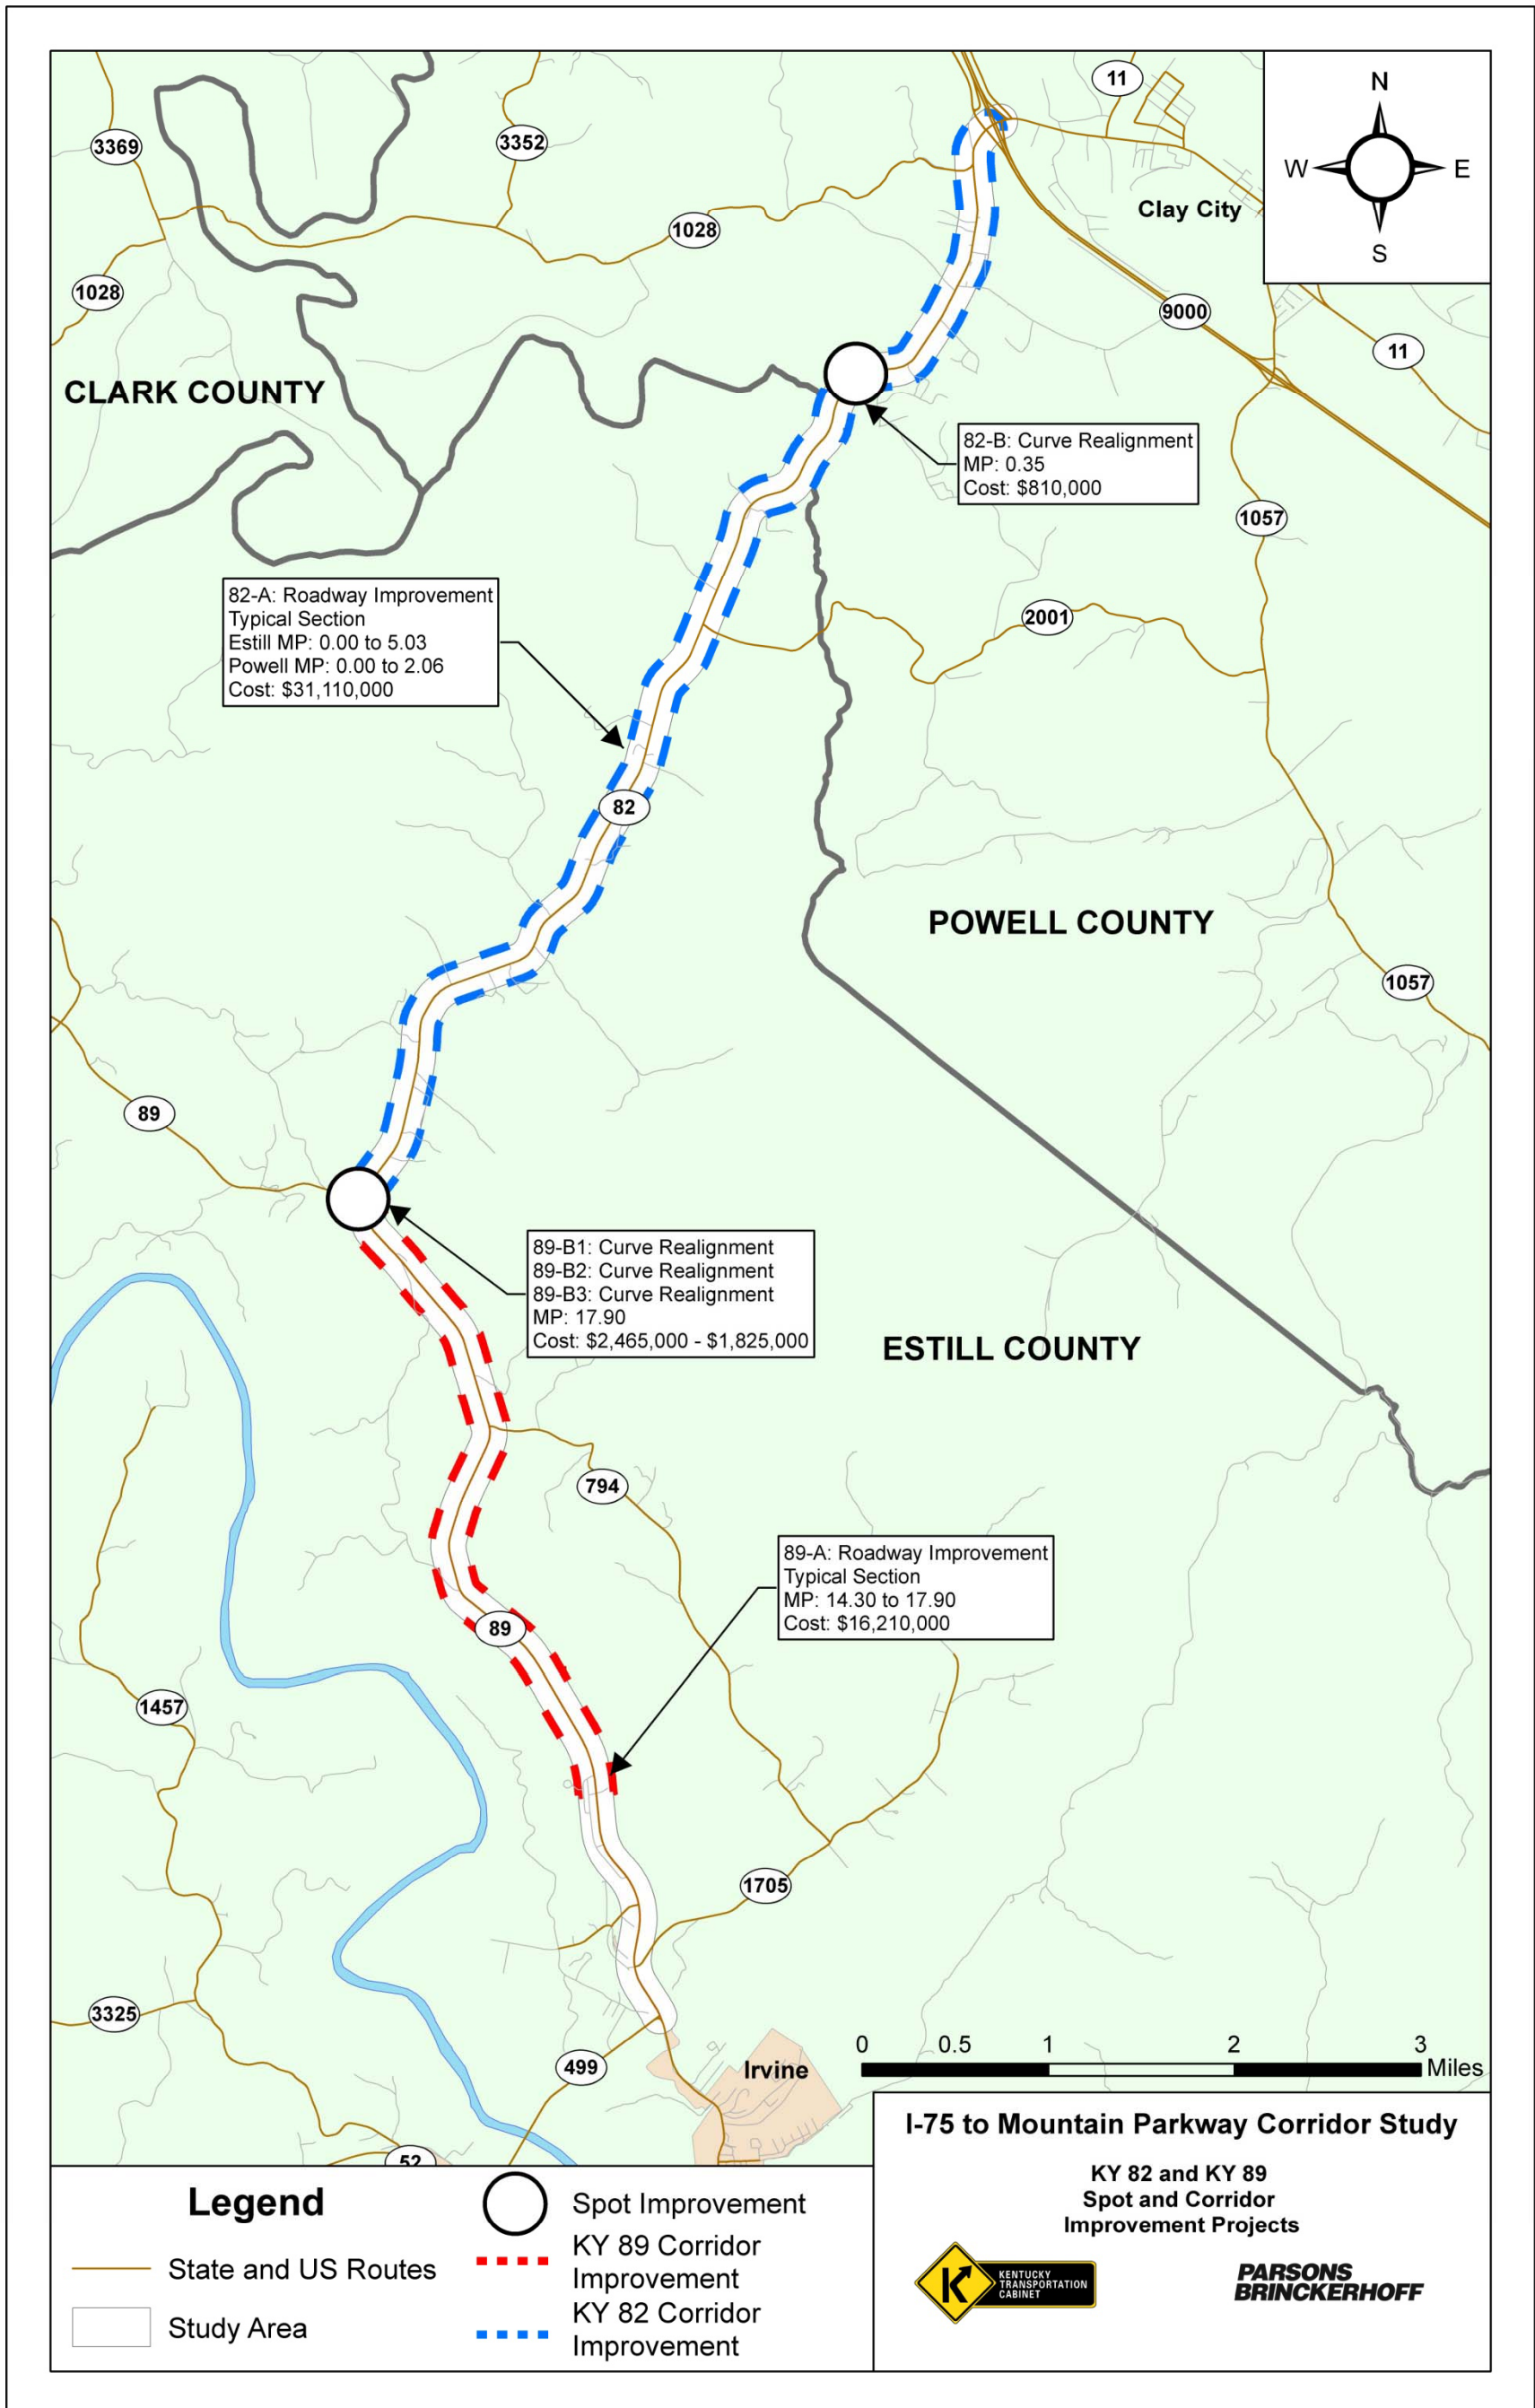 11
N
W
E
S
3369
3352
Clay City
1028
1028
9000
11
CLARK COUNTY
82-B: Curve Realignment
MP: 0.35
Cost: $810,000
1057
82-A: Roadway Improvement
Typical Section
Estill MP: 0.00 to 5.03
Powell MP: 0.00 to 2.06
Cost: $31,110,000
2001
82
POWELL COUNTY
1057
89
89-B1: Curve Realignment
89-B2: Curve Realignment
89-B3: Curve Realignment
MP: 17.90
Cost: $2,465,000 - $1,825,000
ESTILL COUNTY
794
89-A: Roadway Improvement
Typical Section
MP: 14.30 to 17.90
Cost: $16,210,000
89
1457
1705
3325
499
Irvine
0 0.5 1 2 3
Miles
52
I-75 to Mountain Parkway Corridor Study
KY 82 and KY 89
Spot and Corridor
Improvement Projects
K
KENTUCKY
TRANSPORTATION
CABINET
PARSONS
BRINCKERHOFF
Legend
State and US Routes
Study Area
Spot Improvement
KY 89 Corridor
Improvement
KY 82 Corridor
Improvement